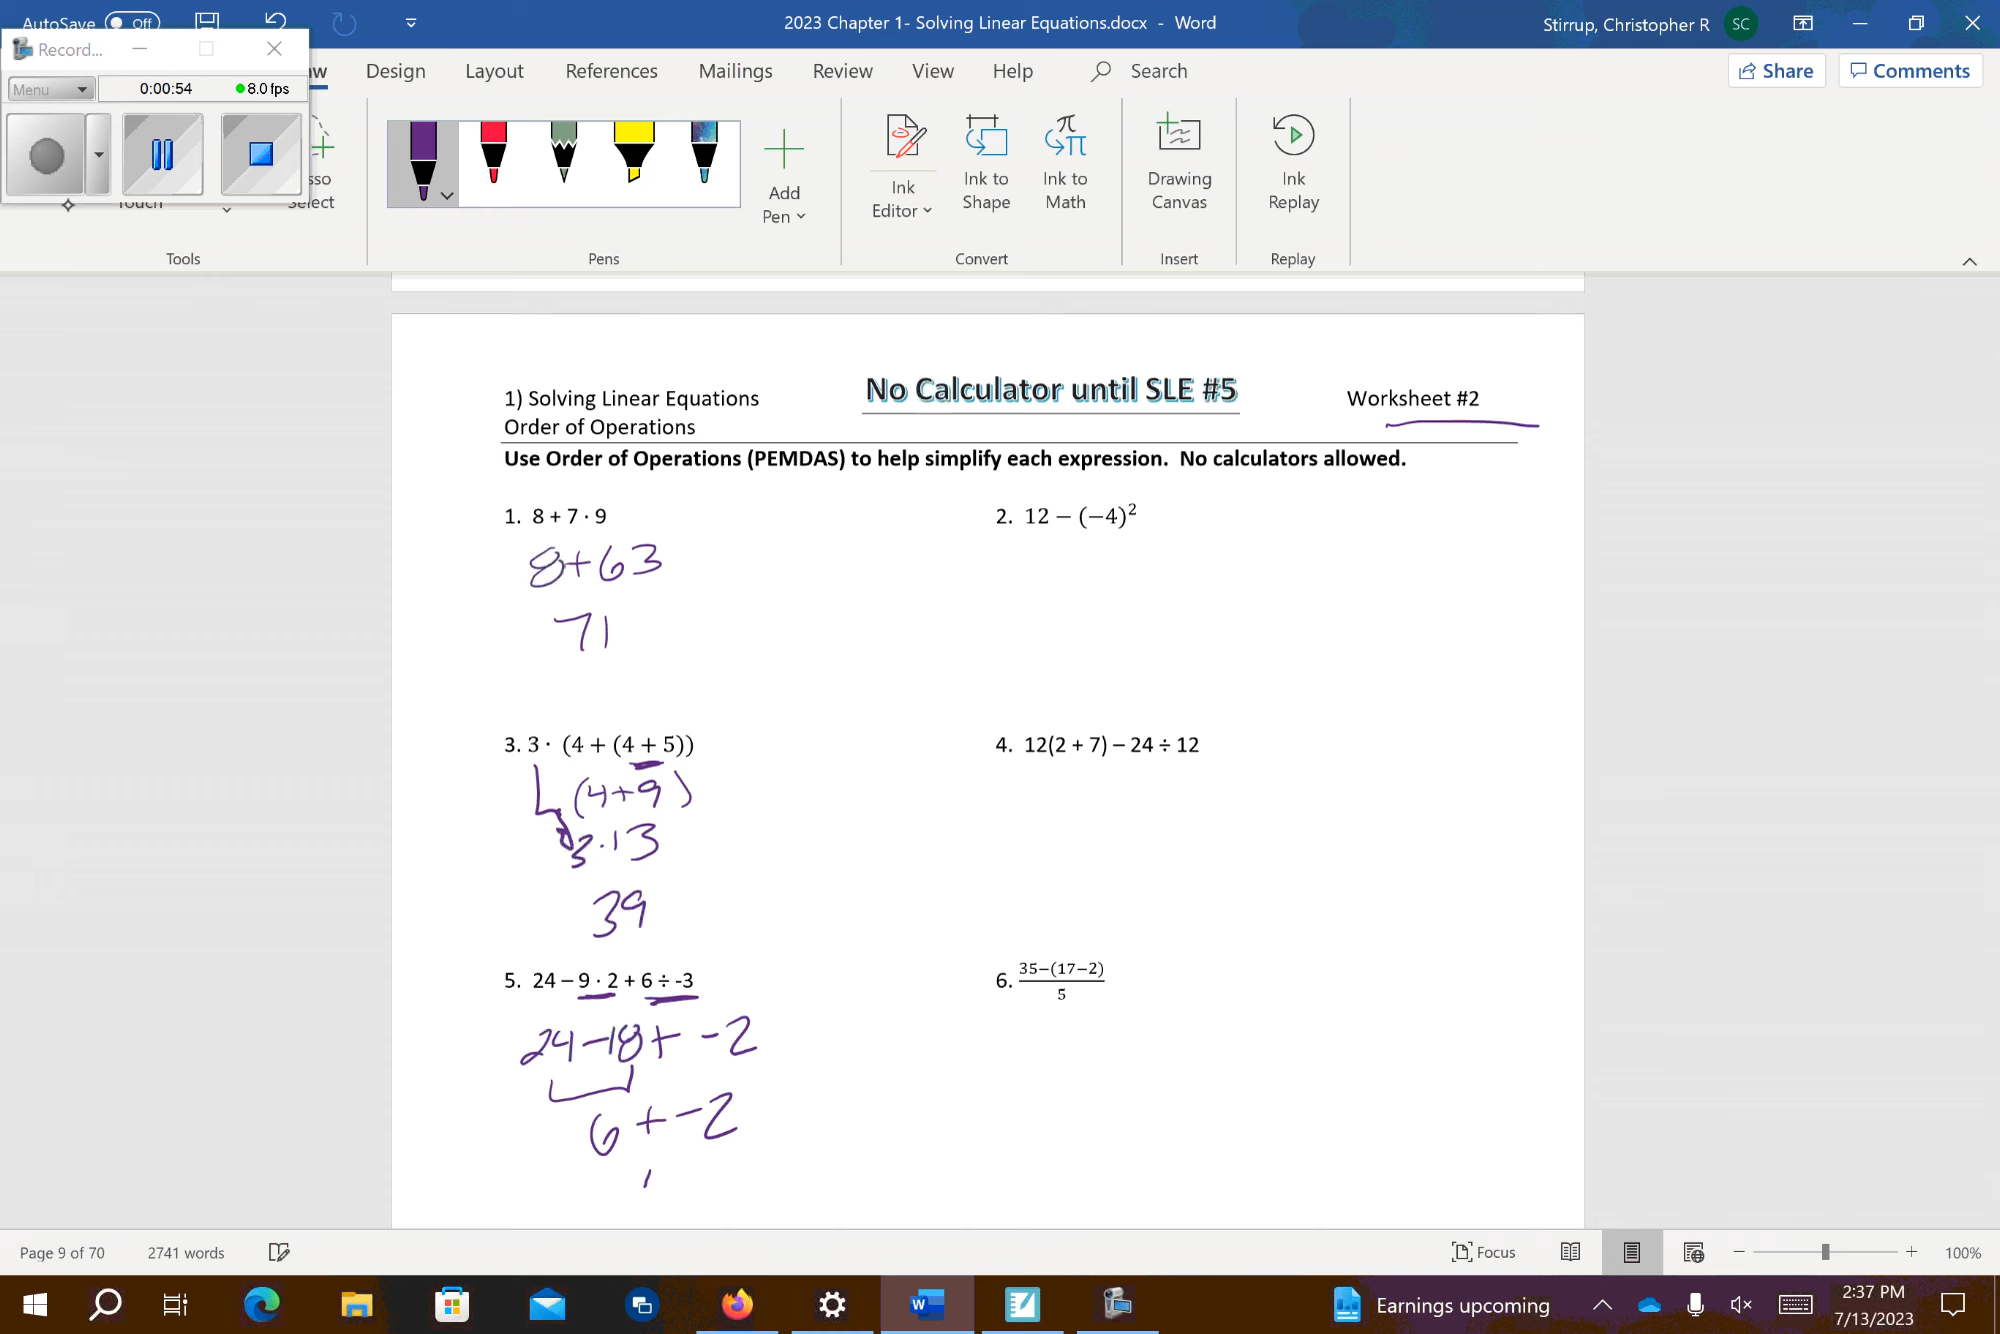 AutoSave Off
2023 Chapter 1- Solving Linear Equations.docx - Word
Stirrup, Christopher R SC
Record...
Menu 0:00:54 8.0 fps
Design Layout References Mailings Review View Help Search
Share Comments
Touch
Select
Add
Pen
Ink
Editor
Ink to
Shape
Ink to
Math
Drawing
Canvas
Ink
Replay
Tools Pens Convert Insert Replay
1) Solving Linear Equations No Calculator until SLE #5 Worksheet #2
Order of Operations
Use Order of Operations (PEMDAS) to help simplify each expression. No calculators allowed.
1. 8 + 7 · 9
8+63
71
2. 12 − (−4)²
3. 3 · (4 + (4 + 5))
(4+9)
3·13
39
4. 12(2 + 7) – 24 ÷ 12
5. 24 – 9 · 2 + 6 ÷ -3
24-18+ -2
6 + -2
6. 35−(17−2)
5
Page 9 of 70 2741 words Focus 100%
Earnings upcoming
2:37 PM
7/13/2023